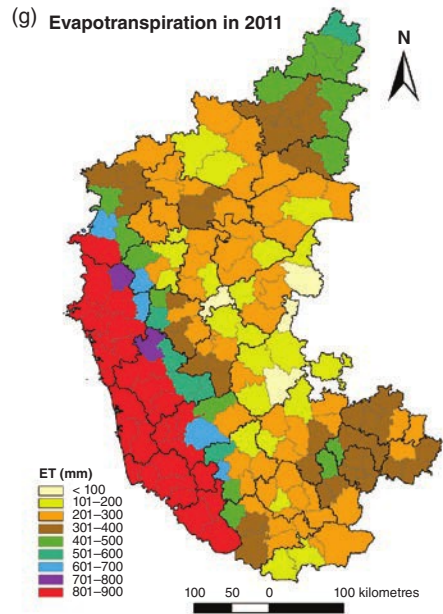 (g) Evapotranspiration in 2011
N
ET (mm)
< 100
101–200
201–300
301–400
401–500
501–600
601–700
701–800
801–900
100 50 0 100 kilometres